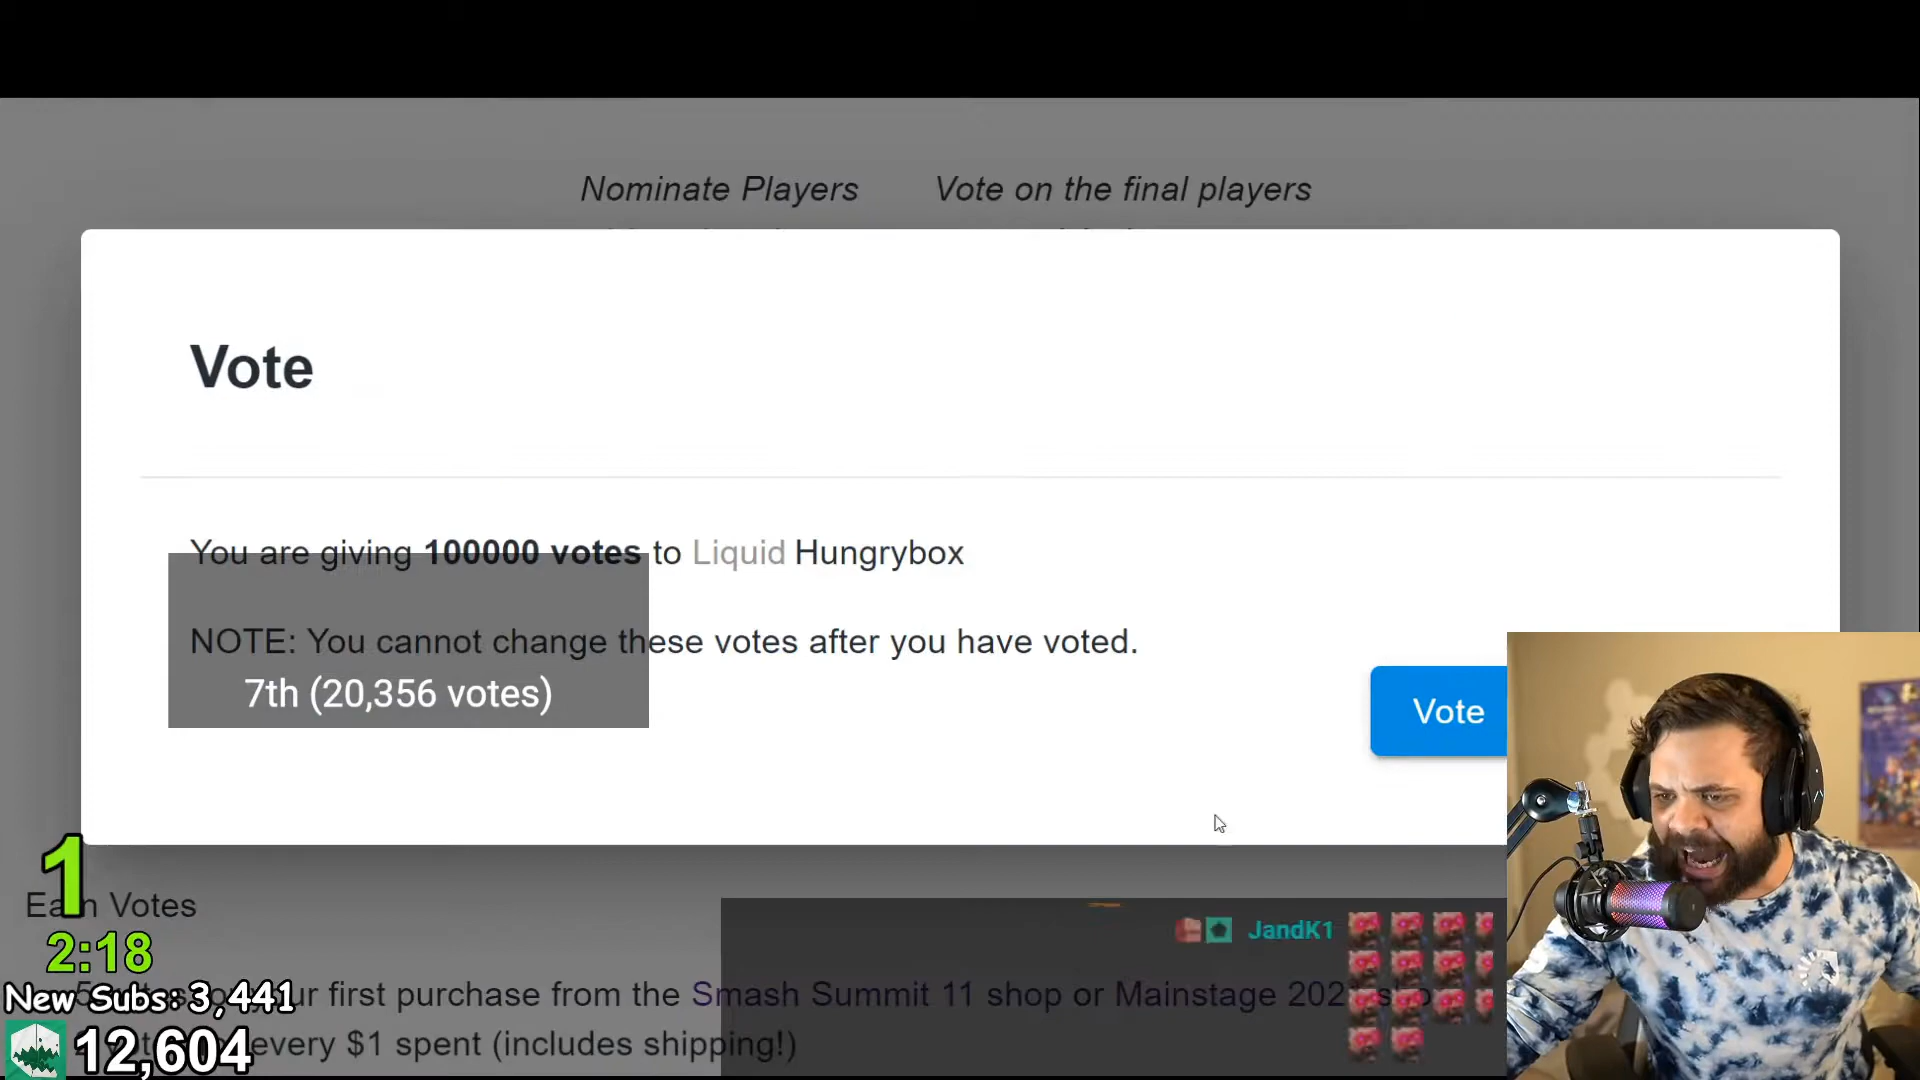 Nominate Players
Vote on the final players
Vote
You are giving 100000 votes to Liquid Hungrybox
NOTE: You cannot change these votes after you have voted.
7th (20,356 votes)
Vote
1
Earn Votes
2:18
JandK1
New Subs: 3,441
first purchase from the Smash Summit 11 shop or Mainstage
12,604
every $1 spent (includes shipping!)